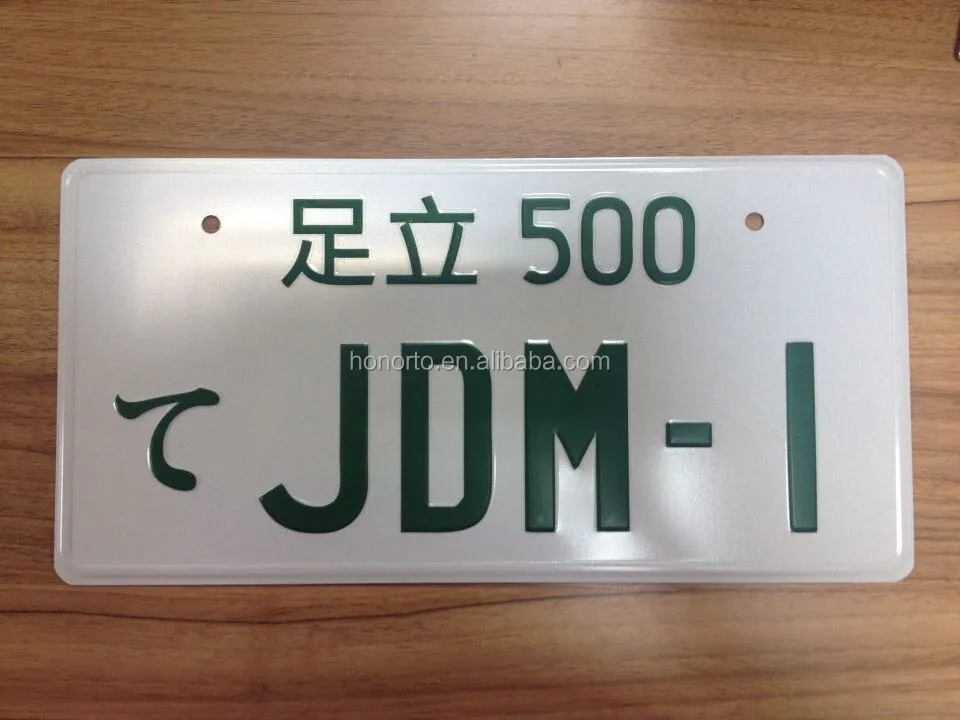 足立 500
honorto.en.alibaba.com
て JDM-1